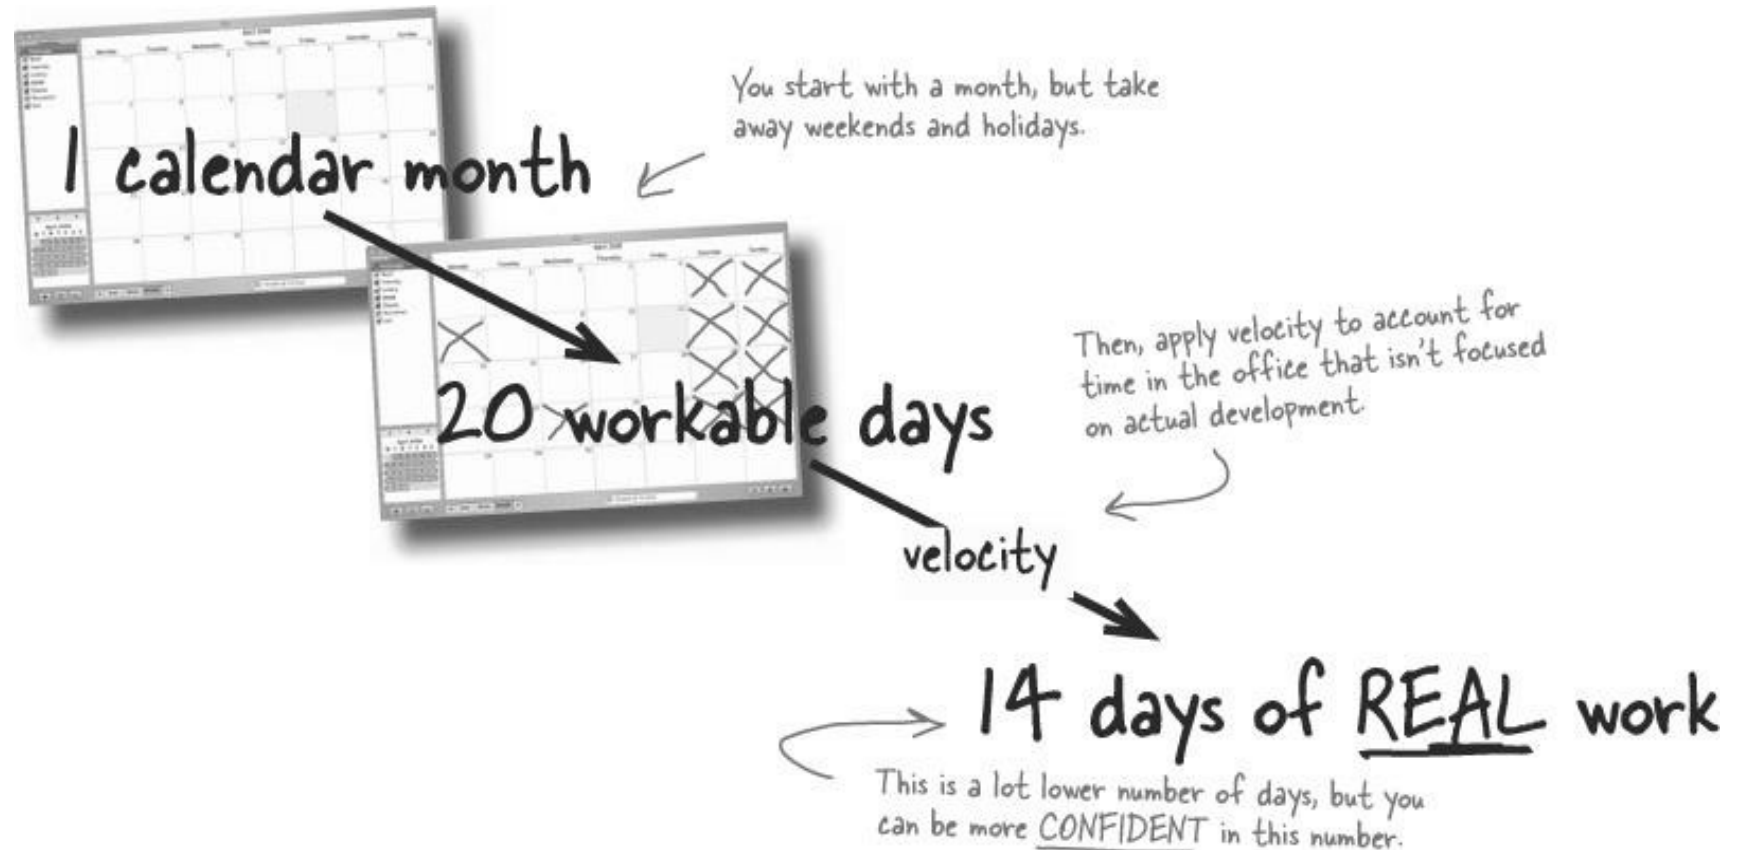 You start with a month, but take
away weekends and holidays.
1 calendar month
Then, apply velocity to account for
time in the office that isn't focused
on actual development.
20 workable days
velocity
14 days of REAL work
This is a lot lower number of days, but you
can be more CONFIDENT in this number.